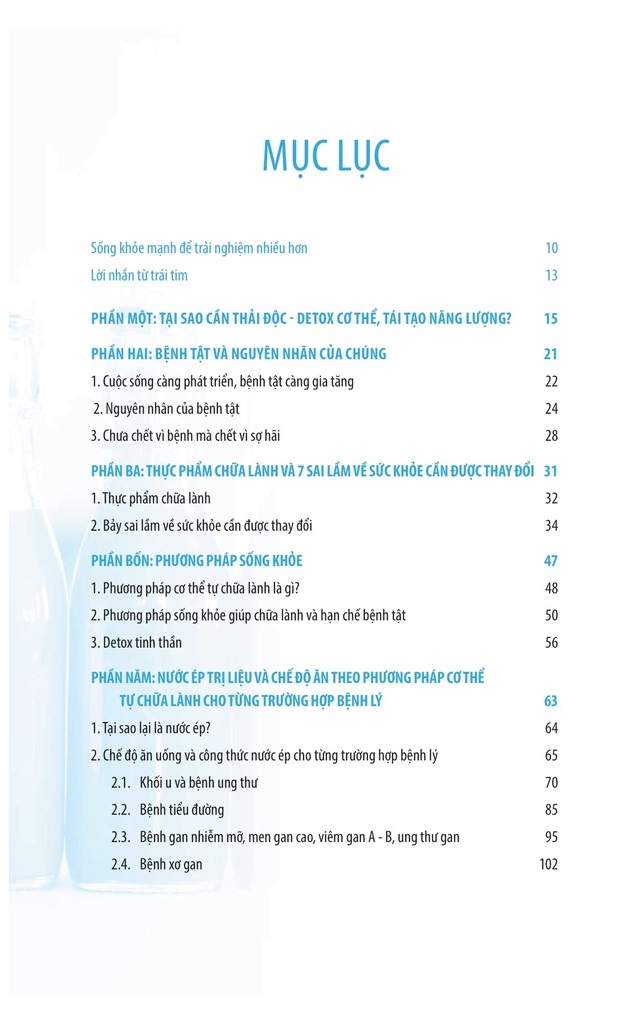 MỤC LỤC
Sống khỏe mạnh để trải nghiệm nhiều hơn 10
Lời nhắn từ trái tim 13
PHẦN MỘT: TẠI SAO CẦN THẢI ĐỘC - DETOX CƠ THỂ, TÁI TẠO NĂNG LƯỢNG? 15
PHẦN HAI: BỆNH TẬT VÀ NGUYÊN NHÂN CỦA CHÚNG 21
1. Cuộc sống càng phát triển, bệnh tật càng gia tăng 22
2. Nguyên nhân của bệnh tật 24
3. Chưa chết vì bệnh mà chết vì sợ hãi 28
PHẦN BA: THỰC PHẨM CHỮA LÀNH VÀ 7 SAI LẦM VỀ SỨC KHỎE CẦN ĐƯỢC THAY ĐỔI 31
1. Thực phẩm chữa lành 32
2. Bảy sai lầm về sức khỏe cần được thay đổi 34
PHẦN BỐN: PHƯƠNG PHÁP SỐNG KHỎE 47
1. Phương pháp cơ thể tự chữa lành là gì? 48
2. Phương pháp sống khỏe giúp chữa lành và hạn chế bệnh tật 50
3. Detox tinh thần 56
PHẦN NĂM: NƯỚC ÉP TRỊ LIỆU VÀ CHẾ ĐỘ ĂN THEO PHƯƠNG PHÁP CƠ THỂ
TỰ CHỮA LÀNH CHO TỪNG TRƯỜNG HỢP BỆNH LÝ 63
1. Tại sao lại là nước ép? 64
2. Chế độ ăn uống và công thức nước ép cho từng trường hợp bệnh lý 65
2.1. Khối u và bệnh ung thư 70
2.2. Bệnh tiểu đường 85
2.3. Bệnh gan nhiễm mỡ, men gan cao, viêm gan A - B, ung thư gan 95
2.4. Bệnh xơ gan 102